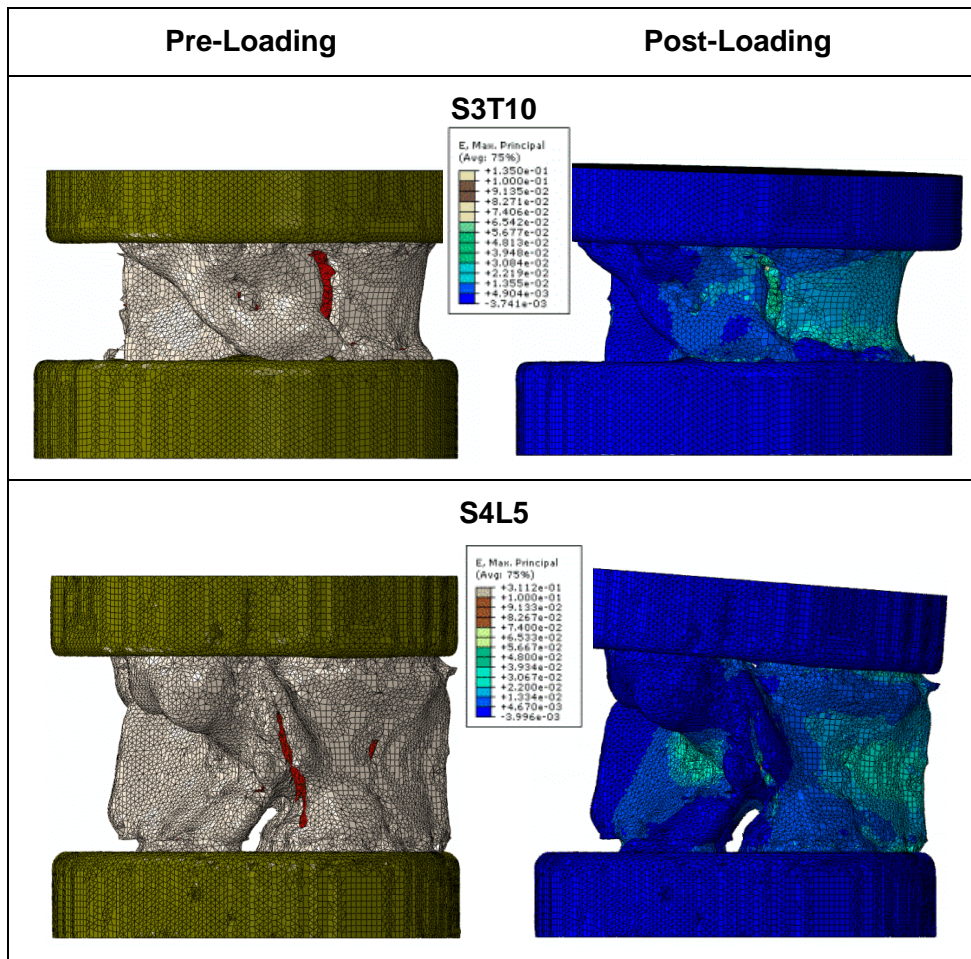 Pre-Loading
Post-Loading
S3T10
E, Max. Principal
(Avg: 75%)
+1.350e-01
+1.000e-01
+9.135e-02
+8.271e-02
+7.406e-02
+6.542e-02
+5.677e-02
+4.813e-02
+3.948e-02
+3.084e-02
+2.219e-02
+1.355e-02
+4.904e-03
-3.741e-03
S4L5
E, Max. Principal
(Avg: 75%)
+3.112e-01
+1.000e-01
+9.133e-02
+8.267e-02
+7.400e-02
+6.533e-02
+5.667e-02
+4.800e-02
+3.934e-02
+3.067e-02
+2.200e-02
+1.334e-02
+4.670e-03
-3.996e-03